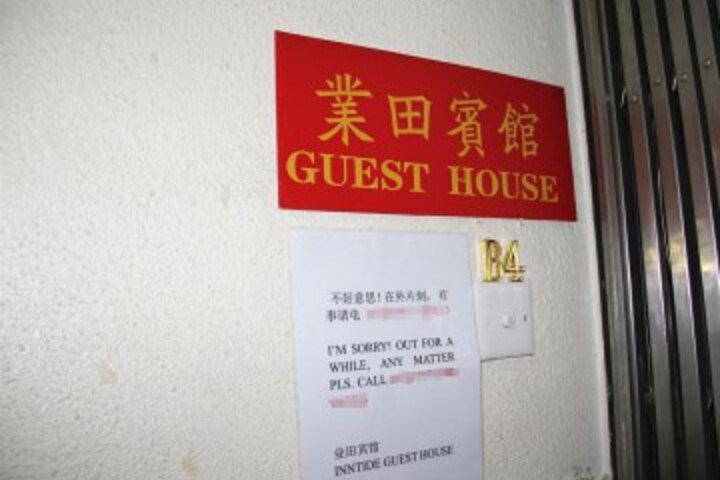 業田賓館
GUEST HOUSE
B4
不好意思! 在外片刻, 有
事请电
I'M SORRY! OUT FOR A
WHILE, ANY MATTER
PLS. CALL
业田宾馆
INNTIDE GUEST HOUSE